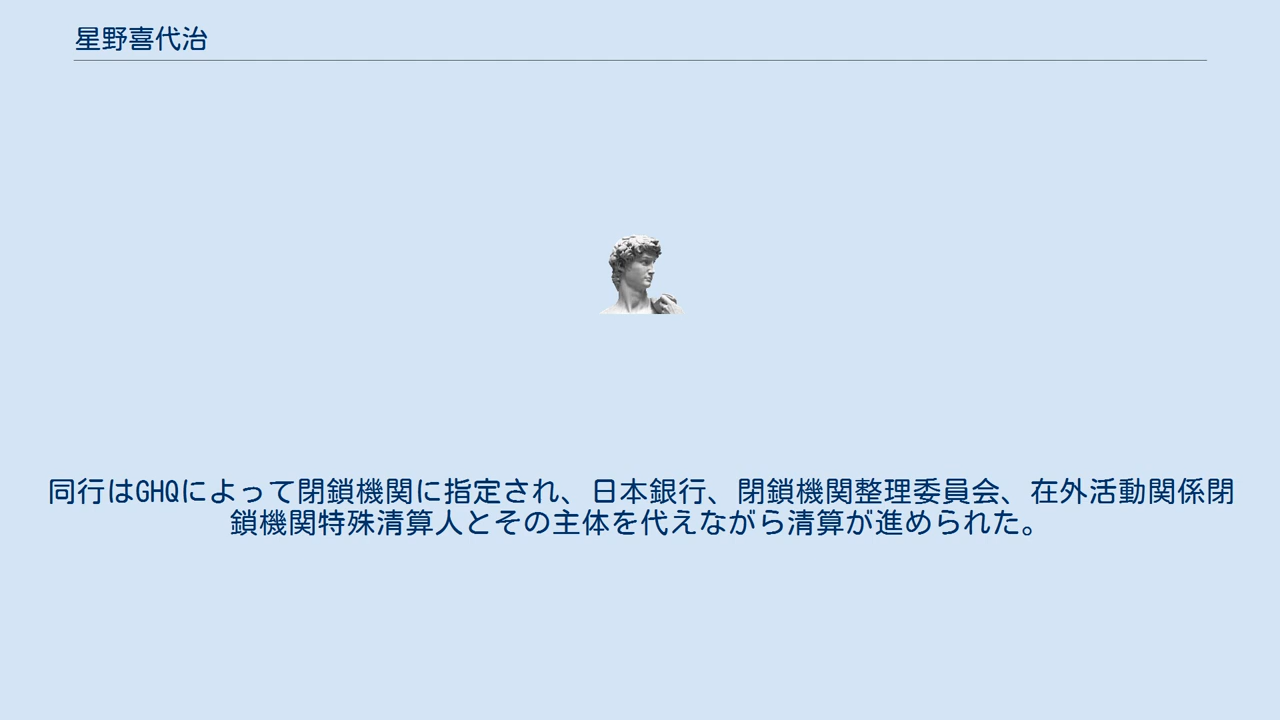 星野喜代治
同行はGHQによって閉鎖機関に指定され、日本銀行、閉鎖機関整理委員会、在外活動関係閉
鎖機関特殊清算人とその主体を代えながら清算が進められた。